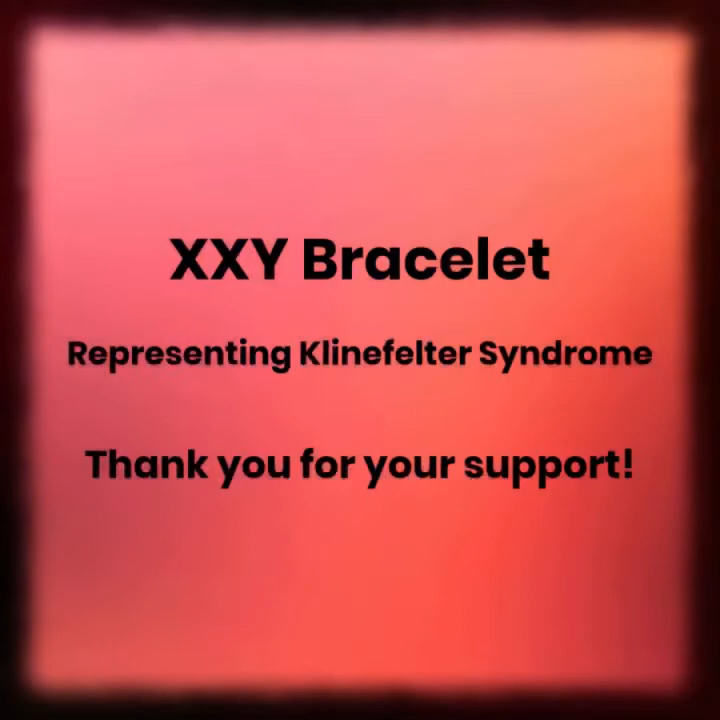 XXY Bracelet
Representing Klinefelter Syndrome
Thank you for your support!